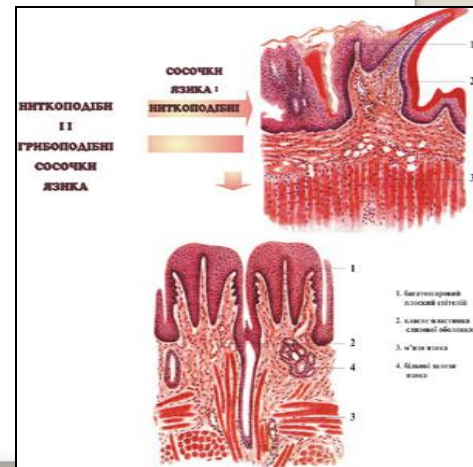 НИТКОПОДІБН
І І
ГРИБОПОДІБНІ
СОСОЧКИ
ЯЗИКА
СОСОЧКИ
ЯЗИКА :
НИТКОПОДІБНІ
1
2
3
1
2
4
3
1. багатошаровий
плоский епітелій
2. власна пластинка
слизової оболонки
3. м'язи язика
4. білкові залози
язика